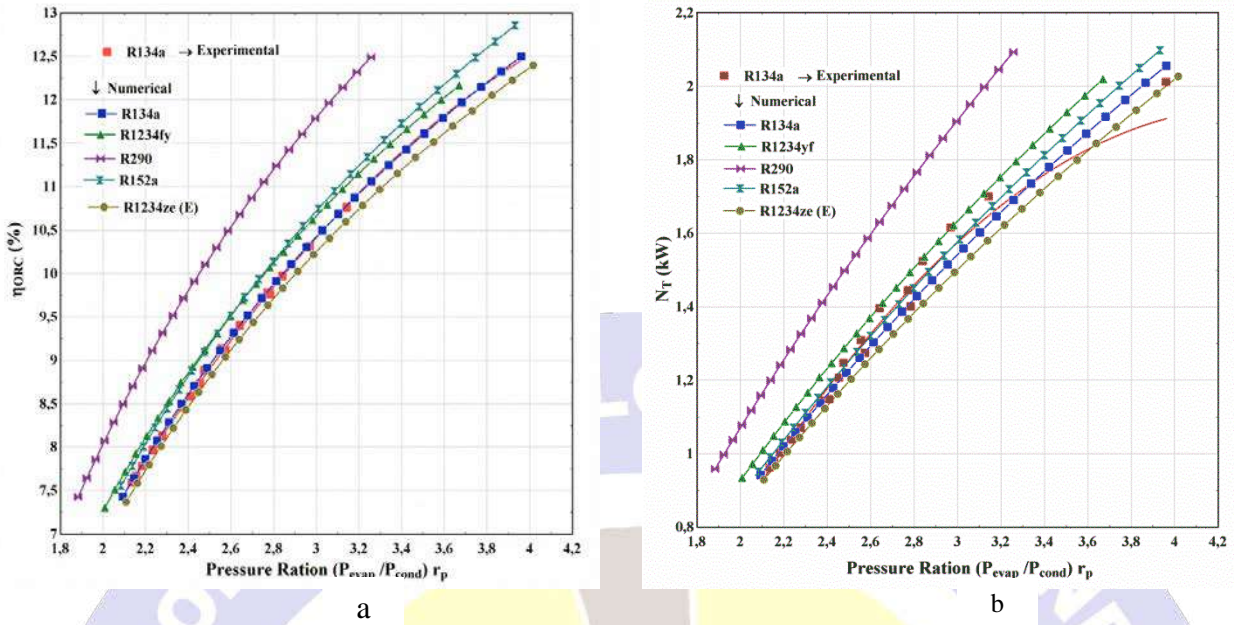 13
12.5
12
11.5
11
10.5
10
9.5
9
8.5
8
7.5
7
ηORC (%)
R134a → Experimental
↓ Numerical
R134a
R1234fy
R290
R152a
R1234ze (E)
1,8 2 2,2 2,4 2,6 2,8 3 3,2 3,4 3,6 3,8 4 4,2
Pressure Ration (Pevap /Pcond) rp
a
2,2
2
1,8
1,6
1,4
1,2
1
0,8
NT (kW)
R134a → Experimental
↓ Numerical
R134a
R1234yf
R290
R152a
R1234ze (E)
1,8 2 2,2 2,4 2,6 2,8 3 3,2 3,4 3,6 3,8 4 4,2
Pressure Ration (Pevap /Pcond) rp
b